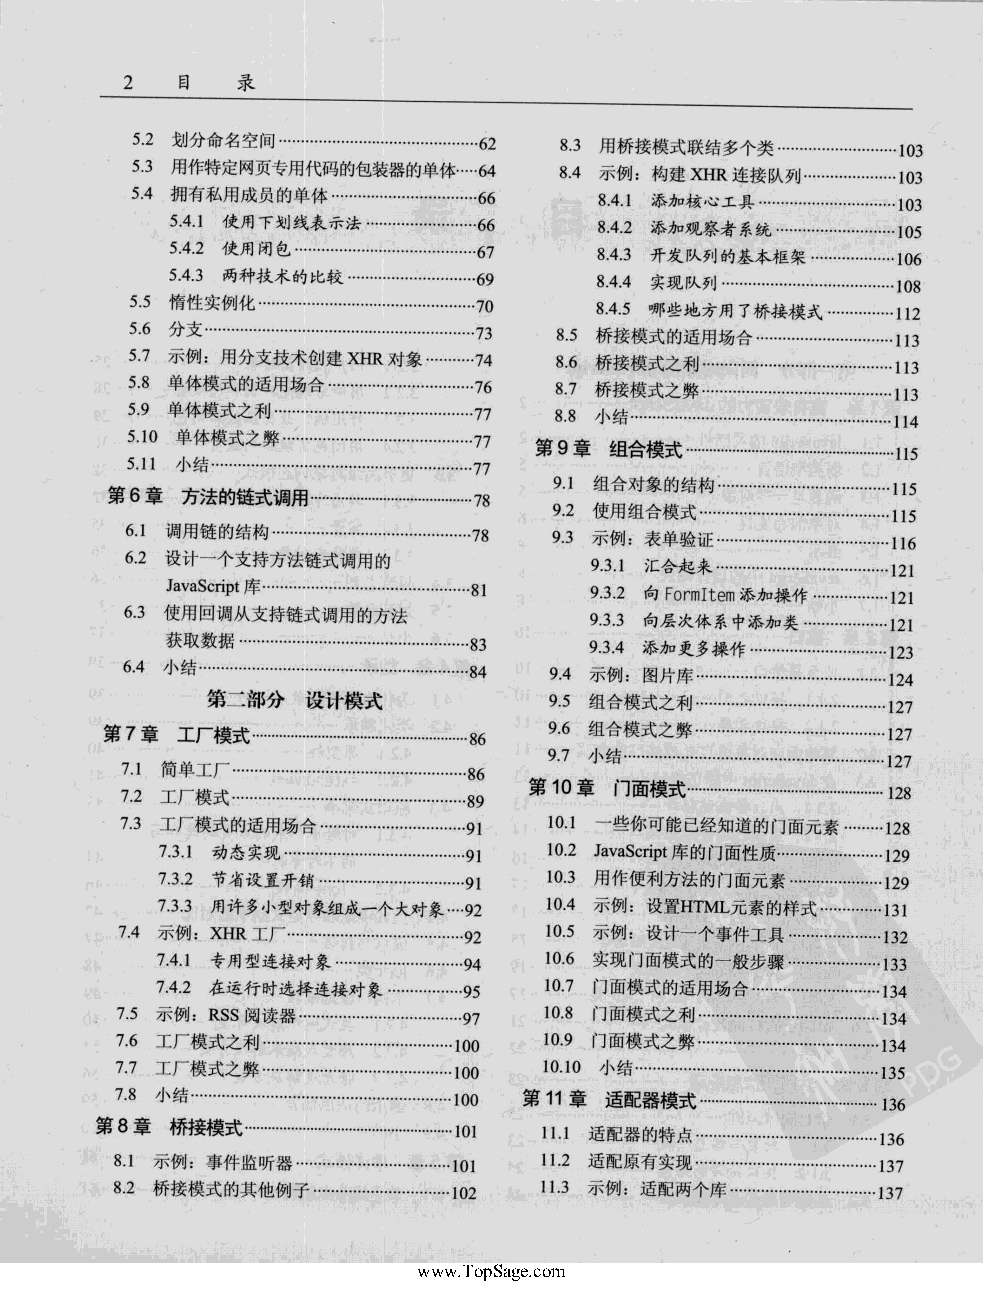 2 目 录
5.2 划分命名空间……62
5.3 用作特定网页专用代码的包装器的单体……64
5.4 拥有私用成员的单体……66
5.4.1 使用下划线表示法……66
5.4.2 使用闭包……67
5.4.3 两种技术的比较……69
5.5 惰性实例化……70
5.6 分支……73
5.7 示例：用分支技术创建 XHR 对象……74
5.8 单体模式的适用场合……76
5.9 单体模式之利……77
5.10 单体模式之弊……77
5.11 小结……77
第 6 章 方法的链式调用……78
6.1 调用链的结构……78
6.2 设计一个支持方法链式调用的
JavaScript 库……81
6.3 使用回调从支持链式调用的方法
获取数据……83
6.4 小结……84
第二部分 设计模式
第 7 章 工厂模式……86
7.1 简单工厂……86
7.2 工厂模式……89
7.3 工厂模式的适用场合……91
7.3.1 动态实现……91
7.3.2 节省设置开销……91
7.3.3 用许多小型对象组成一个大对象……92
7.4 示例：XHR 工厂……92
7.4.1 专用型连接对象……94
7.4.2 在运行时选择连接对象……95
7.5 示例：RSS 阅读器……97
7.6 工厂模式之利……100
7.7 工厂模式之弊……100
7.8 小结……100
第 8 章 桥接模式……101
8.1 示例：事件监听器……101
8.2 桥接模式的其他例子……102
8.3 用桥接模式联结多个类……103
8.4 示例：构建 XHR 连接队列……103
8.4.1 添加核心工具……103
8.4.2 添加观察者系统……105
8.4.3 开发队列的基本框架……106
8.4.4 实现队列……108
8.4.5 哪些地方用了桥接模式……112
8.5 桥接模式的适用场合……113
8.6 桥接模式之利……113
8.7 桥接模式之弊……113
8.8 小结……114
第 9 章 组合模式……115
9.1 组合对象的结构……115
9.2 使用组合模式……115
9.3 示例：表单验证……116
9.3.1 汇合起来……121
9.3.2 向 FormItem 添加操作……121
9.3.3 向层次体系中添加类……121
9.3.4 添加更多操作……123
9.4 示例：图片库……124
9.5 组合模式之利……127
9.6 组合模式之弊……127
9.7 小结……127
第 10 章 门面模式……128
10.1 一些你可能已经知道的门面元素……128
10.2 JavaScript 库的门面性质……129
10.3 用作便利方法的门面元素……129
10.4 示例：设置HTML元素的样式……131
10.5 示例：设计一个事件工具……132
10.6 实现门面模式的一般步骤……133
10.7 门面模式的适用场合……134
10.8 门面模式之利……134
10.9 门面模式之弊……134
10.10 小结……135
第 11 章 适配器模式……136
11.1 适配器的特点……136
11.2 适配原有实现……137
11.3 示例：适配两个库……137
PDG
www.TopSage.com